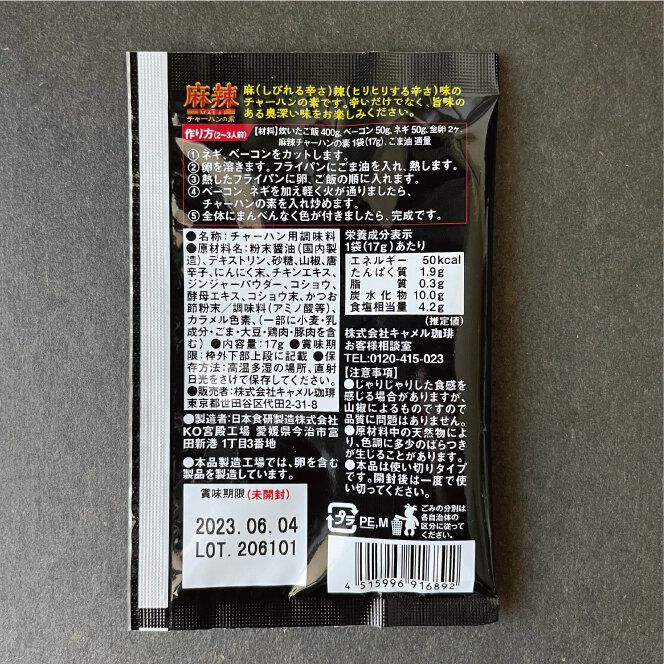 麻辣
チャーハンの素
麻(しびれる辛さ)辣(ヒリヒリする辛さ)味の
チャーハンの素です。辛いだけでなく、旨味の
ある奥深い味をお楽しみください。
作り方(2〜3人前)
【材料】炊いたご飯 400g、ベーコン 50g、ネギ 50g、全卵 2ヶ、
麻辣チャーハンの素 1袋(17g)、ごま油 適量
①ネギ、ベーコンをカットします。
②卵を溶きます。フライパンにごま油を入れ、熱します。
③熱したフライパンに卵、ご飯の順に入れます。
④ベーコン、ネギを加え軽く火が通りましたら、
チャーハンの素を入れ炒めます。
⑤全体にまんべんなく色が付きましたら、完成です。
●名称:チャーハン用調味料
●原材料名:粉末醤油(国内製
造)、デキストリン、砂糖、山椒、唐
辛子、にんにく末、チキンエキス、
ジンジャーパウダー、コショウ、
酵母エキス、コショウ末、かつお
節粉末/調味料(アミノ酸等)、
カラメル色素、(一部に小麦・乳
成分・ごま・大豆・鶏肉・豚肉を含
む) ●内容量:17g ●賞味期
限:枠外下部上段に記載 ●保
存方法:高温多湿の場所、直射
日光をさけて保存してください。
●販売者:株式会社キャメル珈琲
東京都世田谷区代田2-31-8
●製造者:日本食研製造株式会社
KO宮殿工場 愛媛県今治市富
田新港 1丁目3番地
●本品製造工場では、卵を含む
製品を製造しています。
栄養成分表示
1袋(17g)あたり
エネルギー 50kcal
たんぱく質 1.9g
脂質 0.3g
炭水化物 10.0g
食塩相当量 4.2g
(推定値)
株式会社キャメル珈琲
お客様相談室
TEL:0120-415-023
【注意事項】
●じゃりじゃりした食感を
感じる場合がありますが、
山椒によるものですので
品質に問題はありません。
●原材料中の天然物によ
り、色調に多少のばらつき
が生じることがあります。
●本品は使い切りタイプ
です。開封後は一度で使
い切ってください。
賞味期限(未開封)
2023.06.04
LOT. 206101
プラ
PE,M
ごみの分別は
各自治体の
区分に従って
ください。
4 515996 916892